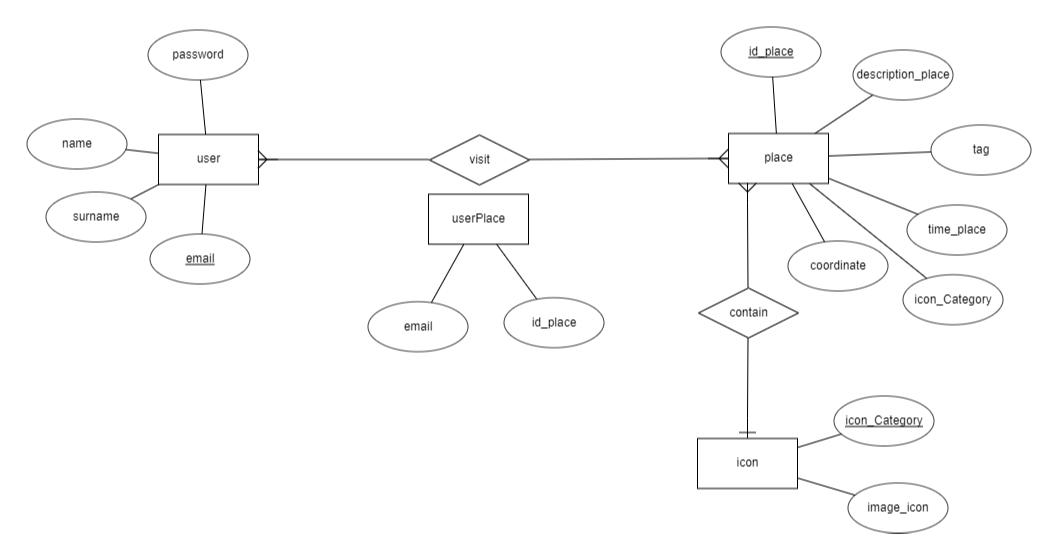 password
id_place
description_place
name
user
visit
place
tag
surname
userPlace
time_place
email
coordinate
icon_Category
email
id_place
contain
icon_Category
icon
image_icon